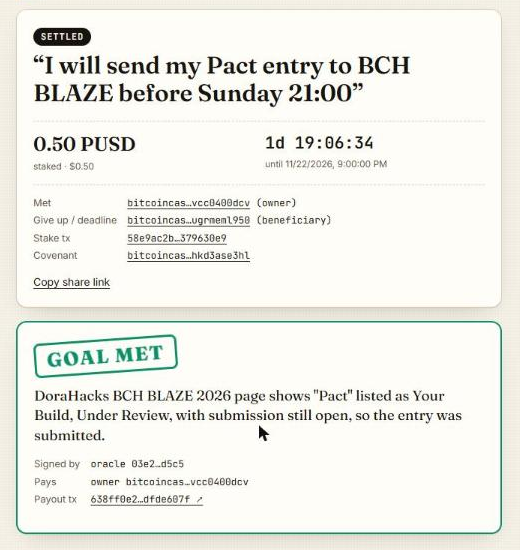 SETTLED
“I will send my Pact entry to BCH
BLAZE before Sunday 21:00”
0.50 PUSD
1d 19:06:34
staked · $0.50
until 11/22/2026, 9:00:00 PM
Met bitcoincas…vcc0400dcv (owner)
Give up / deadline bitcoincas…ugrmeml950 (beneficiary)
Stake tx 58e9ac2b…379630e9
Covenant bitcoincas…hkd3ase3hl
Copy share link
GOAL MET
DoraHacks BCH BLAZE 2026 page shows "Pact" listed as Your
Build, Under Review, with submission still open, so the entry was
submitted.
Signed by oracle 03e2…d5c5
Pays owner bitcoincas…vcc0400dcv
Payout tx 638ff0e2…dfde607f ↗